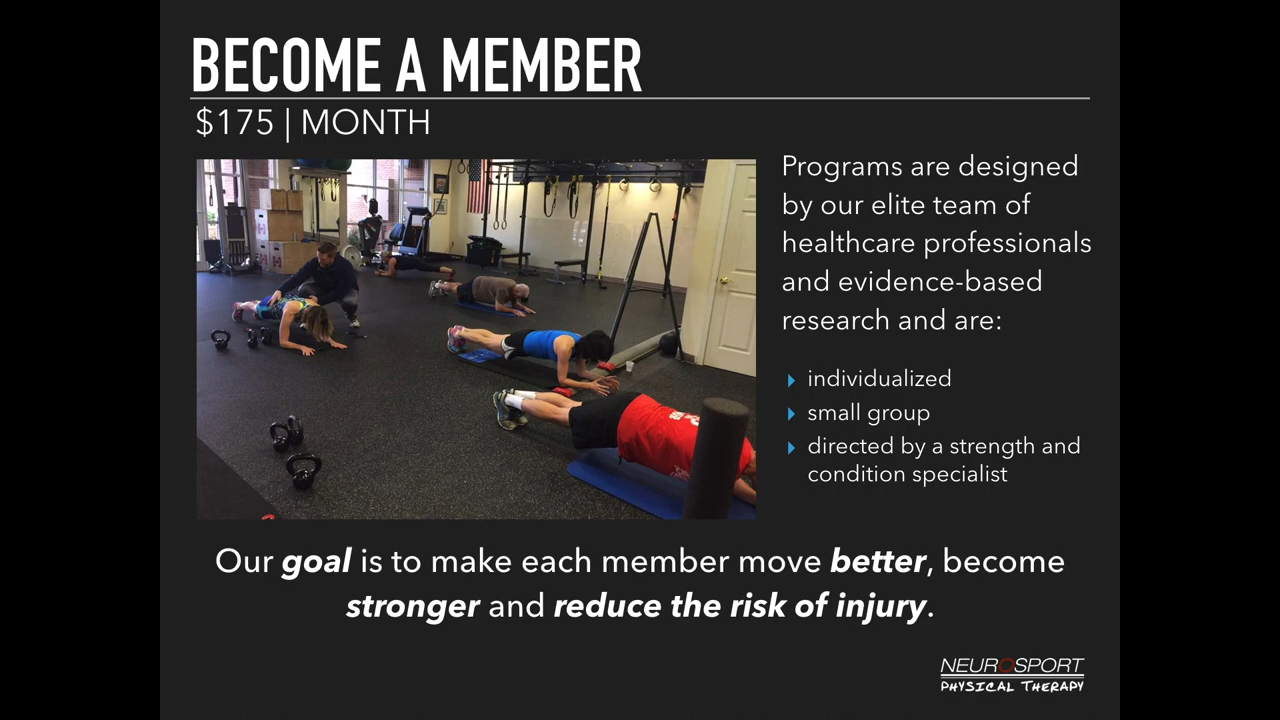 BECOME A MEMBER
$175 | MONTH
Programs are designed
by our elite team of
healthcare professionals
and evidence-based
research and are:
individualized
small group
directed by a strength and
condition specialist
Our goal is to make each member move better, become
stronger and reduce the risk of injury.
NEUROSPORT
PHYSICAL THERAPY